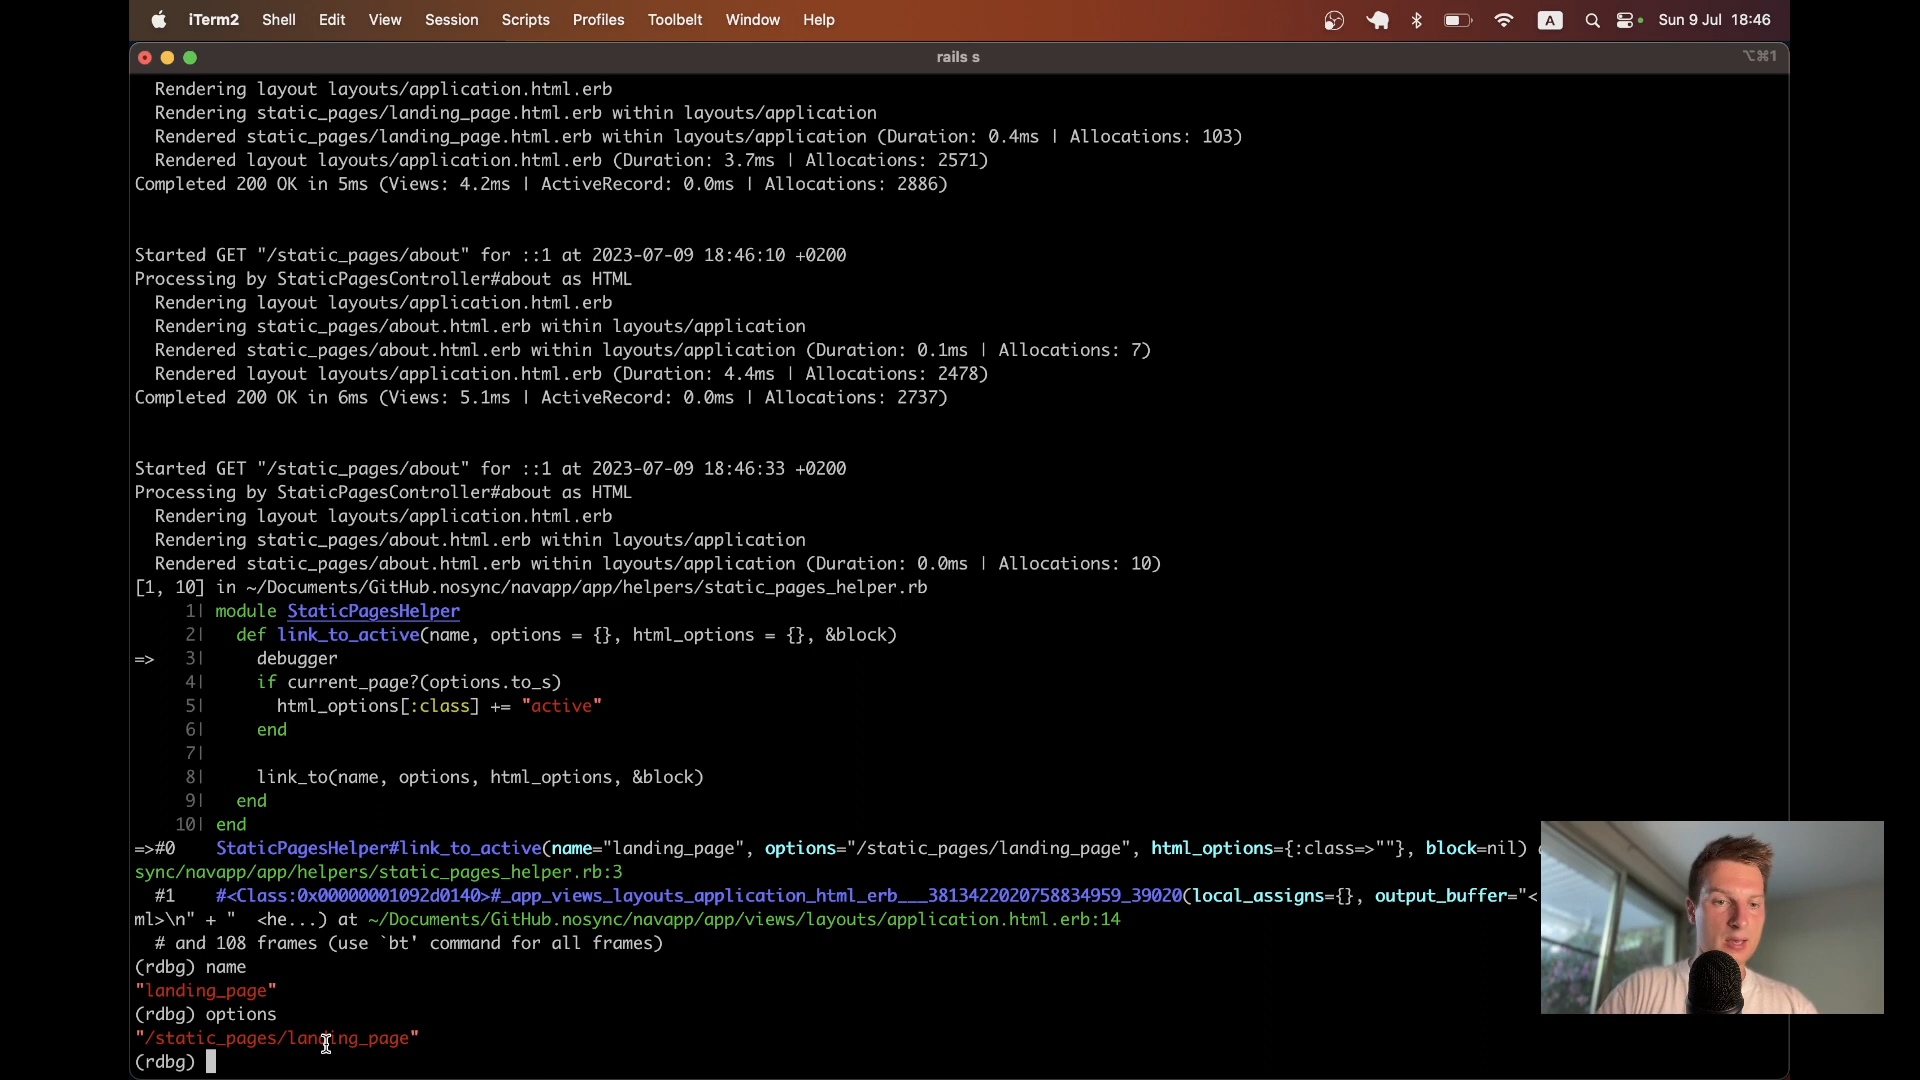 iTerm2 Shell Edit View Session Scripts Profiles Toolbelt Window Help A Sun 9 Jul 18:46
rails s ⌥⌘1
Rendering layout layouts/application.html.erb
Rendering static_pages/landing_page.html.erb within layouts/application
Rendered static_pages/landing_page.html.erb within layouts/application (Duration: 0.4ms | Allocations: 103)
Rendered layout layouts/application.html.erb (Duration: 3.7ms | Allocations: 2571)
Completed 200 OK in 5ms (Views: 4.2ms | ActiveRecord: 0.0ms | Allocations: 2886)
Started GET "/static_pages/about" for ::1 at 2023-07-09 18:46:10 +0200
Processing by StaticPagesController#about as HTML
Rendering layout layouts/application.html.erb
Rendering static_pages/about.html.erb within layouts/application
Rendered static_pages/about.html.erb within layouts/application (Duration: 0.1ms | Allocations: 7)
Rendered layout layouts/application.html.erb (Duration: 4.4ms | Allocations: 2478)
Completed 200 OK in 6ms (Views: 5.1ms | ActiveRecord: 0.0ms | Allocations: 2737)
Started GET "/static_pages/about" for ::1 at 2023-07-09 18:46:33 +0200
Processing by StaticPagesController#about as HTML
Rendering layout layouts/application.html.erb
Rendering static_pages/about.html.erb within layouts/application
Rendered static_pages/about.html.erb within layouts/application (Duration: 0.0ms | Allocations: 10)
[1, 10] in ~/Documents/GitHub.nosync/navapp/app/helpers/static_pages_helper.rb
1| module StaticPagesHelper
2| def link_to_active(name, options = {}, html_options = {}, &block)
=> 3| debugger
4| if current_page?(options.to_s)
5| html_options[:class] += "active"
6| end
7|
8| link_to(name, options, html_options, &block)
9| end
10| end
=>#0 StaticPagesHelper#link_to_active(name="landing_page", options="/static_pages/landing_page", html_options={:class=>""}, block=nil)
sync/navapp/app/helpers/static_pages_helper.rb:3
#1 #<Class:0x00000001092d0140>#_app_views_layouts_application_html_erb___3813422020758834959_39020(local_assigns={}, output_buffer="<
ml>\n" + " <he...) at ~/Documents/GitHub.nosync/navapp/app/views/layouts/application.html.erb:14
# and 108 frames (use `bt' command for all frames)
(rdbg) name
"landing_page"
(rdbg) options
"/static_pages/landing_page"
(rdbg)